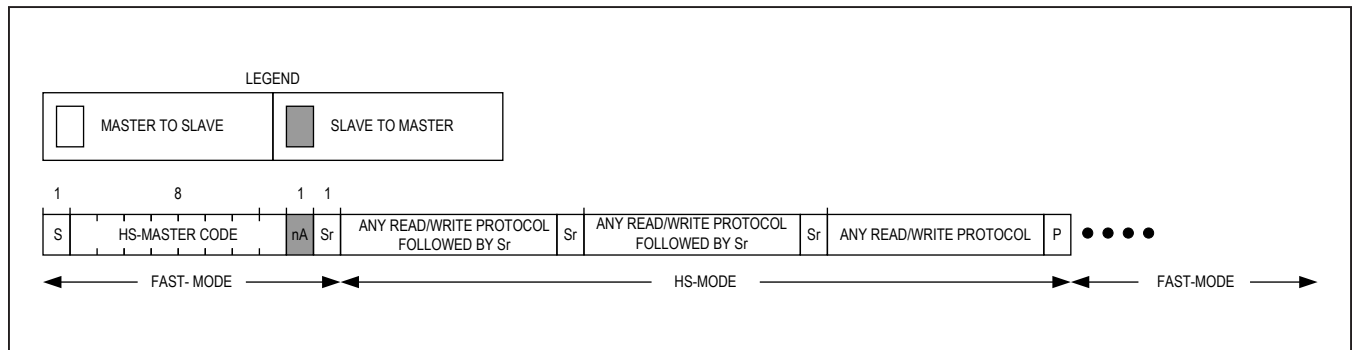 LEGEND
MASTER TO SLAVE
SLAVE TO MASTER
1 8 1 1
S HS-MASTER CODE nA Sr ANY READ/WRITE PROTOCOL FOLLOWED BY Sr Sr ANY READ/WRITE PROTOCOL FOLLOWED BY Sr Sr ANY READ/WRITE PROTOCOL P
FAST- MODE HS-MODE FAST-MODE